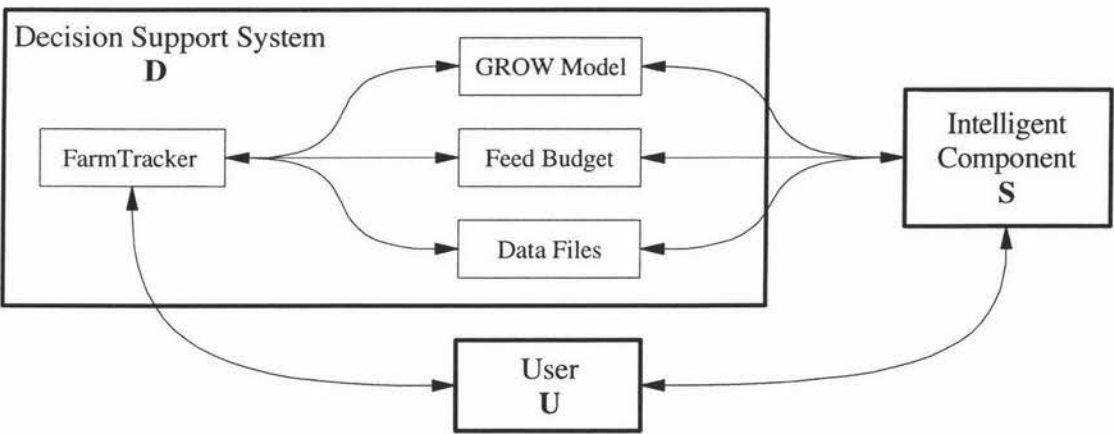 Decision Support System
D
GROW Model
FarmTracker
Feed Budget
Data Files
Intelligent
Component
S
User
U